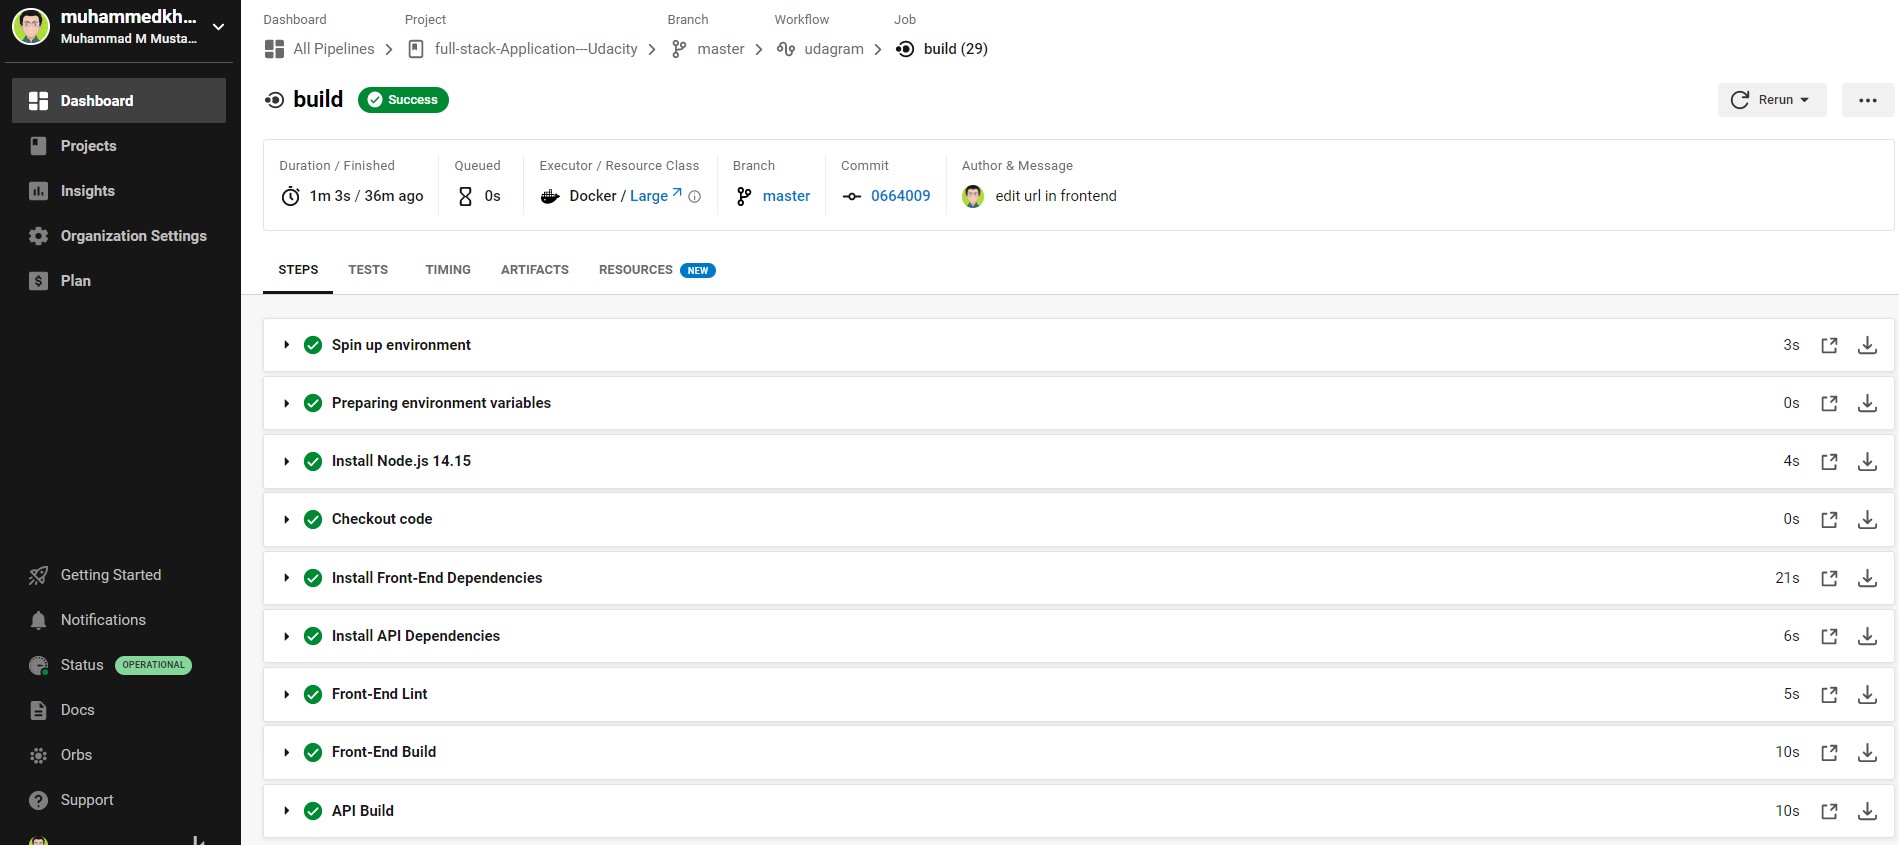 muhammedkh...
Muhammad M Musta...
Dashboard
Projects
Insights
Organization Settings
Plan
Getting Started
Notifications
Status OPERATIONAL
Docs
Orbs
Support
Dashboard Project Branch Workflow Job
All Pipelines full-stack-Application---Udacity master udagram build (29)
build Success
Rerun
Duration / Finished Queued Executor / Resource Class Branch Commit Author & Message
1m 3s / 36m ago 0s Docker / Large master 0664009 edit url in frontend
STEPS TESTS TIMING ARTIFACTS RESOURCES NEW
Spin up environment 3s
Preparing environment variables 0s
Install Node.js 14.15 4s
Checkout code 0s
Install Front-End Dependencies 21s
Install API Dependencies 6s
Front-End Lint 5s
Front-End Build 10s
API Build 10s